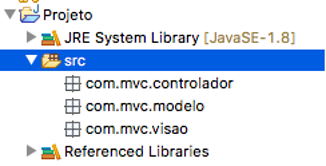 Projeto
JRE System Library [JavaSE-1.8]
src
com.mvc.controlador
com.mvc.modelo
com.mvc.visao
Referenced Libraries